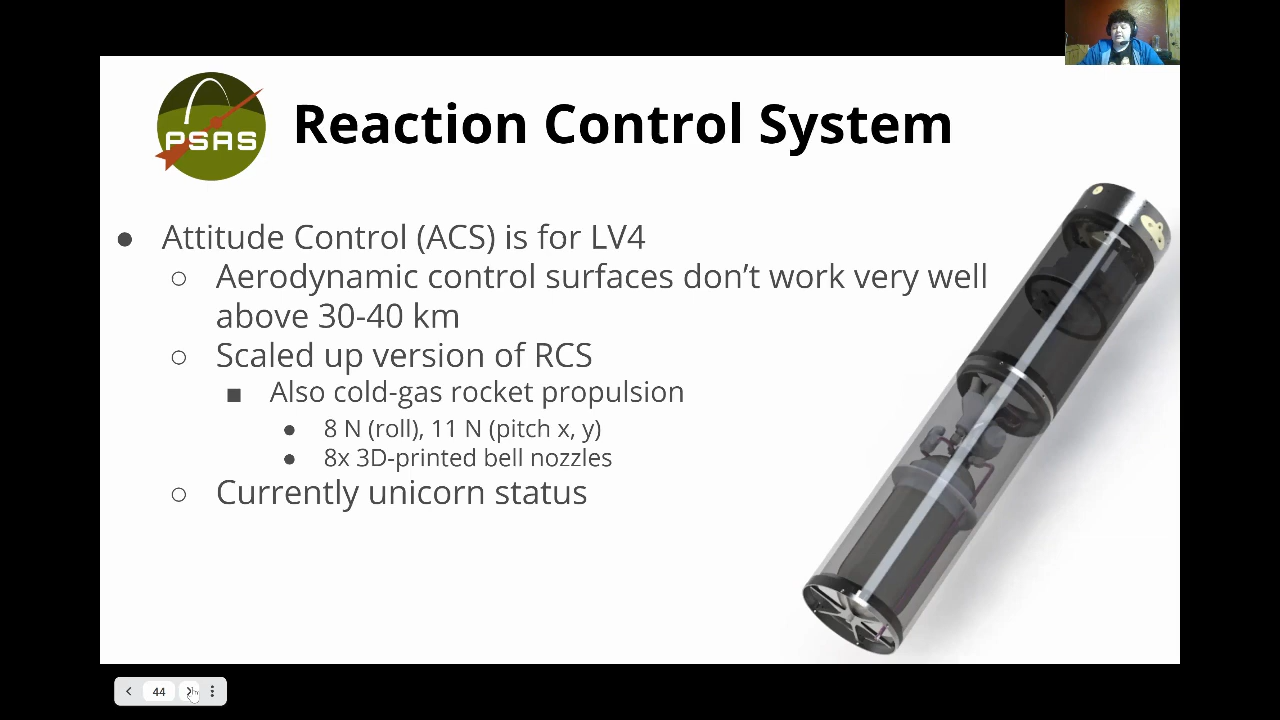 PSAS
Reaction Control System
● Attitude Control (ACS) is for LV4
○ Aerodynamic control surfaces don’t work very well
above 30-40 km
○ Scaled up version of RCS
■ Also cold-gas rocket propulsion
● 8 N (roll), 11 N (pitch x, y)
● 8x 3D-printed bell nozzles
○ Currently unicorn status
44